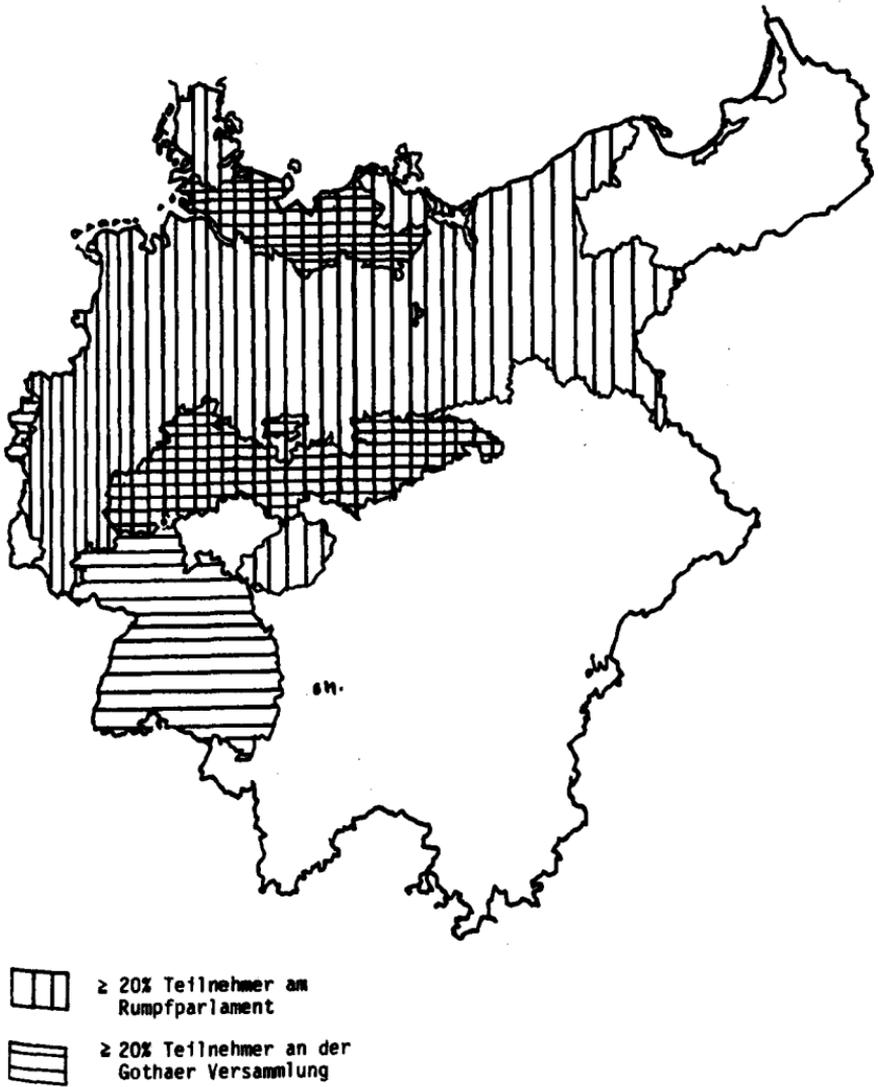 ≥ 20% Teilnehmer am
Rumpfparlament
≥ 20% Teilnehmer an der
Gothaer Versammlung